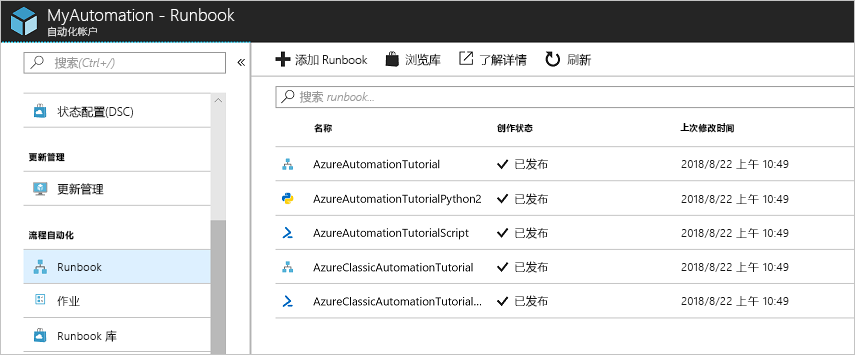 MyAutomation - Runbook
自动化帐户
搜索(Ctrl+/)
«
状态配置(DSC)
更新管理
更新管理
流程自动化
Runbook
作业
Runbook 库
添加 Runbook 浏览库 了解详情 刷新
搜索 runbook...
名称 创作状态 上次修改时间
AzureAutomationTutorial 已发布 2018/8/22 上午 10:49
AzureAutomationTutorialPython2 已发布 2018/8/22 上午 10:49
AzureAutomationTutorialScript 已发布 2018/8/22 上午 10:49
AzureClassicAutomationTutorial 已发布 2018/8/22 上午 10:49
AzureClassicAutomationTutorial... 已发布 2018/8/22 上午 10:49